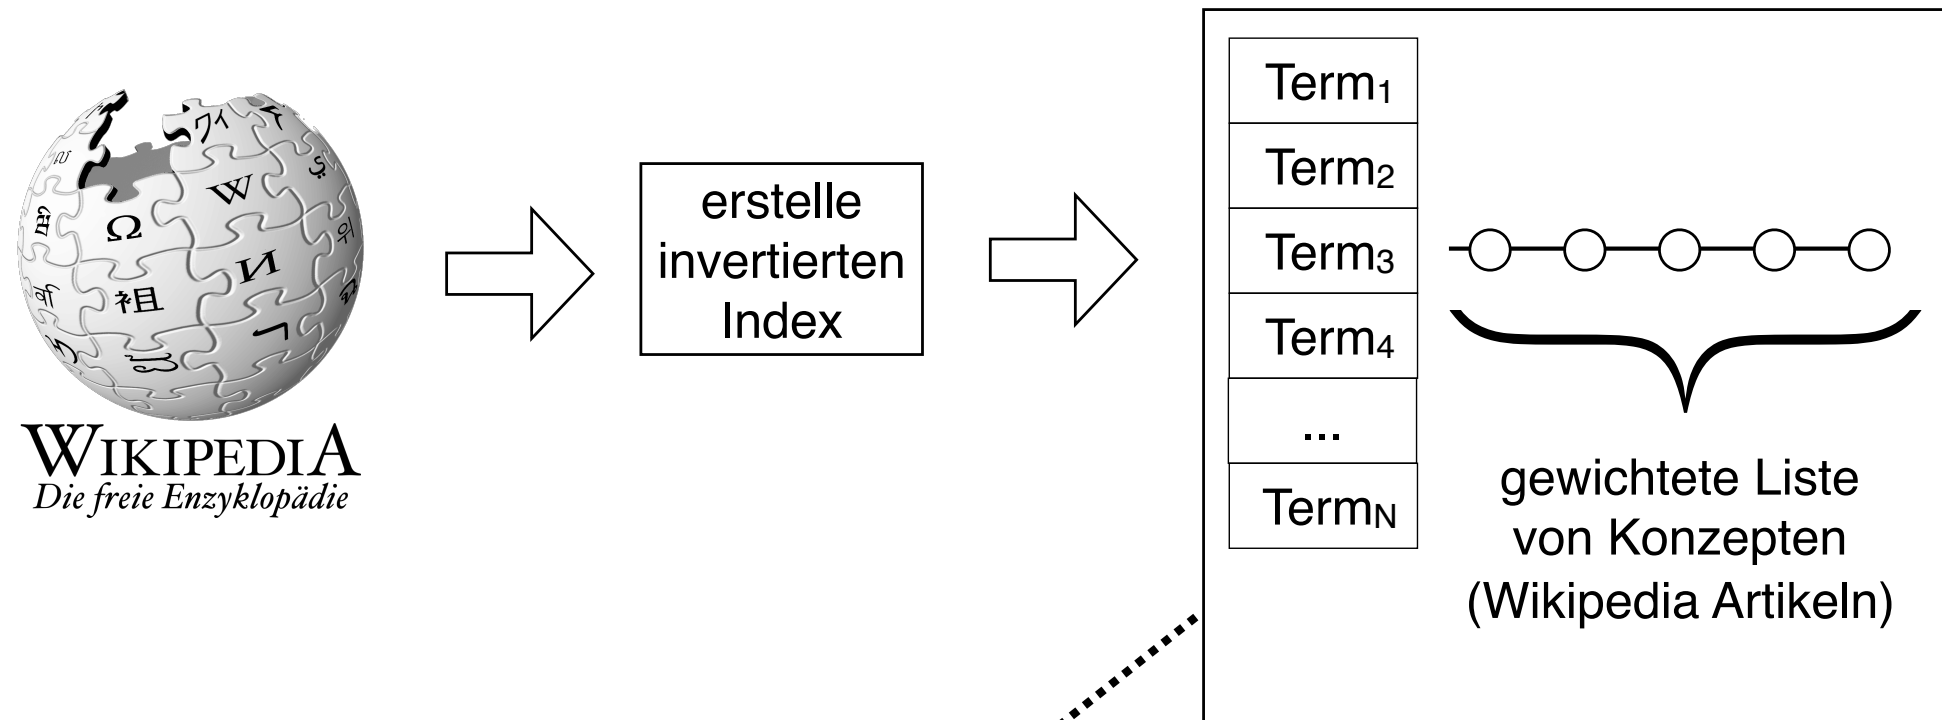 WIKIPEDIA
Die freie Enzyklopädie
erstelle
invertierten
Index
Term1
Term2
Term3
Term4
...
TermN
gewichtete Liste
von Konzepten
(Wikipedia Artikeln)